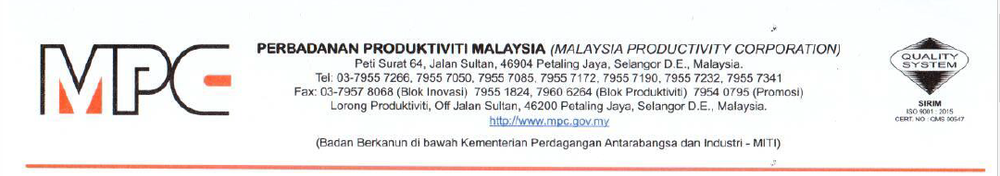 MPC
PERBADANAN PRODUKTIVITI MALAYSIA (MALAYSIA PRODUCTIVITY CORPORATION)
Peti Surat 64, Jalan Sultan, 46904 Petaling Jaya, Selangor D.E., Malaysia.
Tel: 03-7955 7266, 7955 7050, 7955 7085, 7955 7172, 7955 7190, 7955 7232, 7955 7341
Fax: 03-7957 8068 (Blok Inovasi) 7955 1824, 7960 6264 (Blok Produktiviti) 7954 0795 (Promosi)
Lorong Produktiviti, Off Jalan Sultan, 46200 Petaling Jaya, Selangor D.E., Malaysia.
http://www.mpc.gov.my
(Badan Berkanun di bawah Kementerian Perdagangan Antarabangsa dan Industri - MITI)
QUALITY
SYSTEM
SIRIM
ISO 9001 : 2015
CERT. NO : QMS 00547